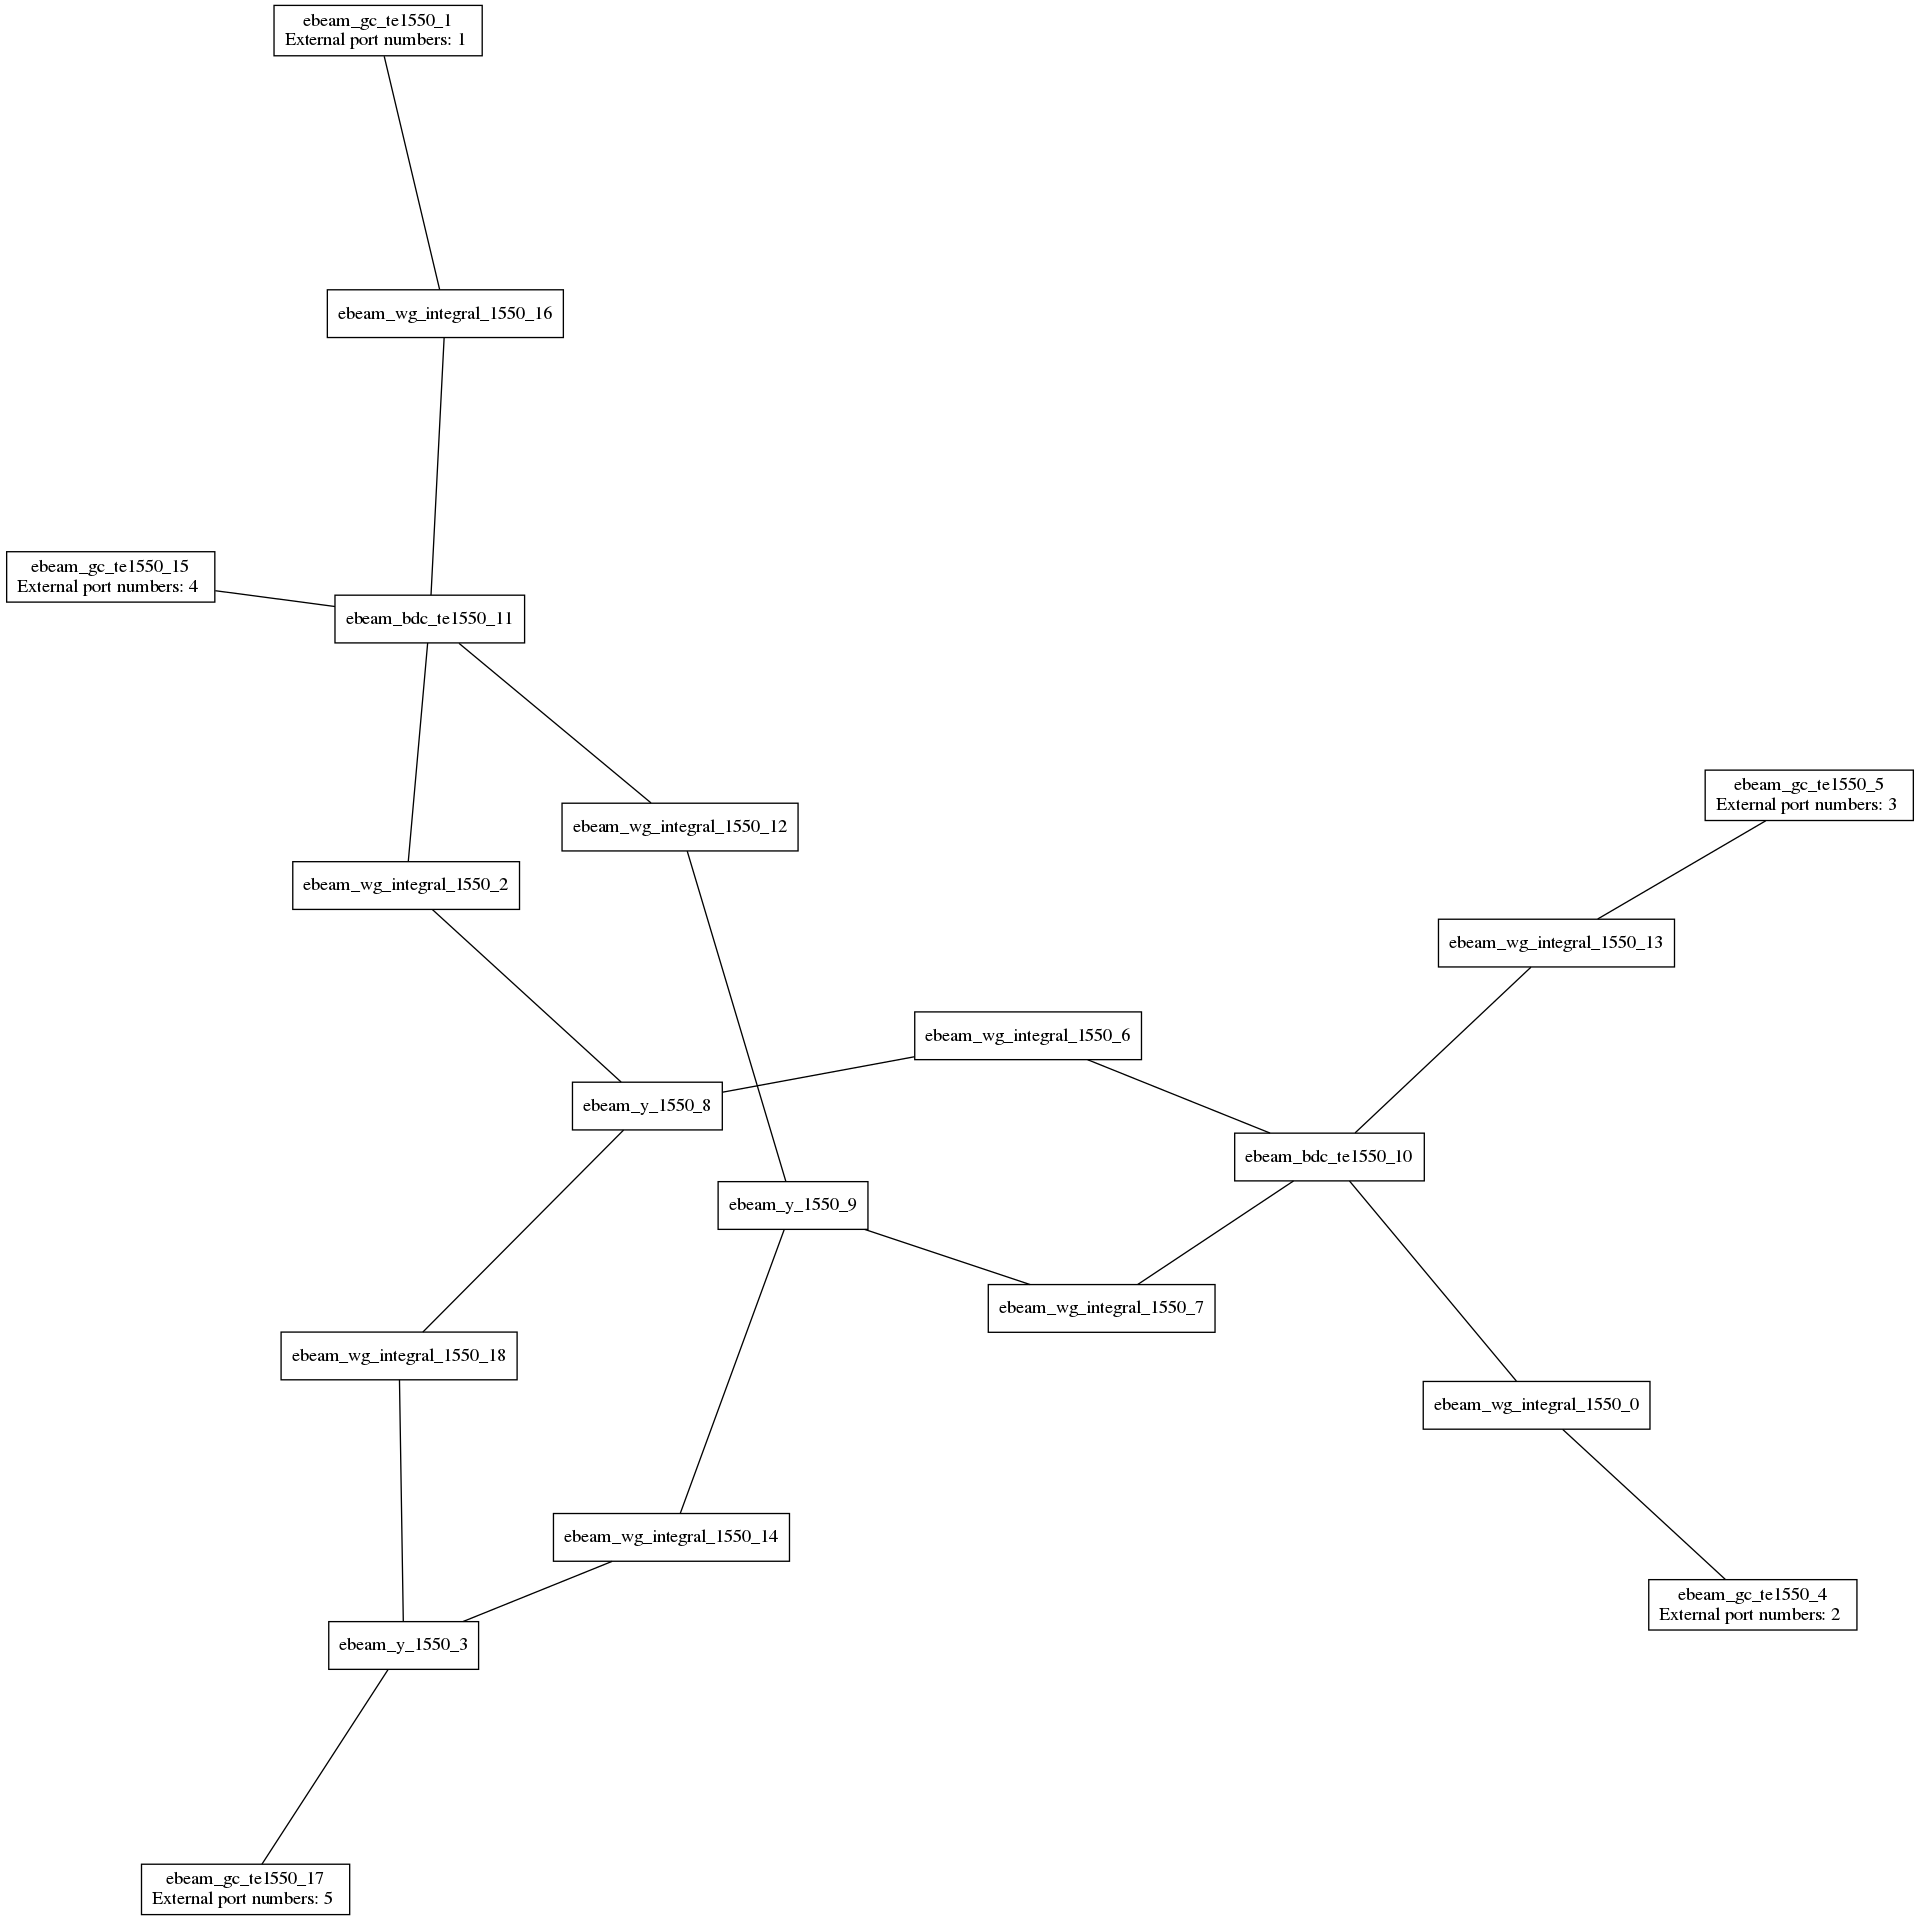 ebeam_gc_te1550_1
External port numbers: 1
ebeam_wg_integral_1550_16
ebeam_gc_te1550_15
External port numbers: 4
ebeam_bdc_te1550_11
ebeam_gc_te1550_5
External port numbers: 3
ebeam_wg_integral_1550_12
ebeam_wg_integral_1550_2
ebeam_wg_integral_1550_13
ebeam_wg_integral_1550_6
ebeam_y_1550_8
ebeam_bdc_te1550_10
ebeam_y_1550_9
ebeam_wg_integral_1550_7
ebeam_wg_integral_1550_18
ebeam_wg_integral_1550_0
ebeam_wg_integral_1550_14
ebeam_gc_te1550_4
External port numbers: 2
ebeam_y_1550_3
ebeam_gc_te1550_17
External port numbers: 5